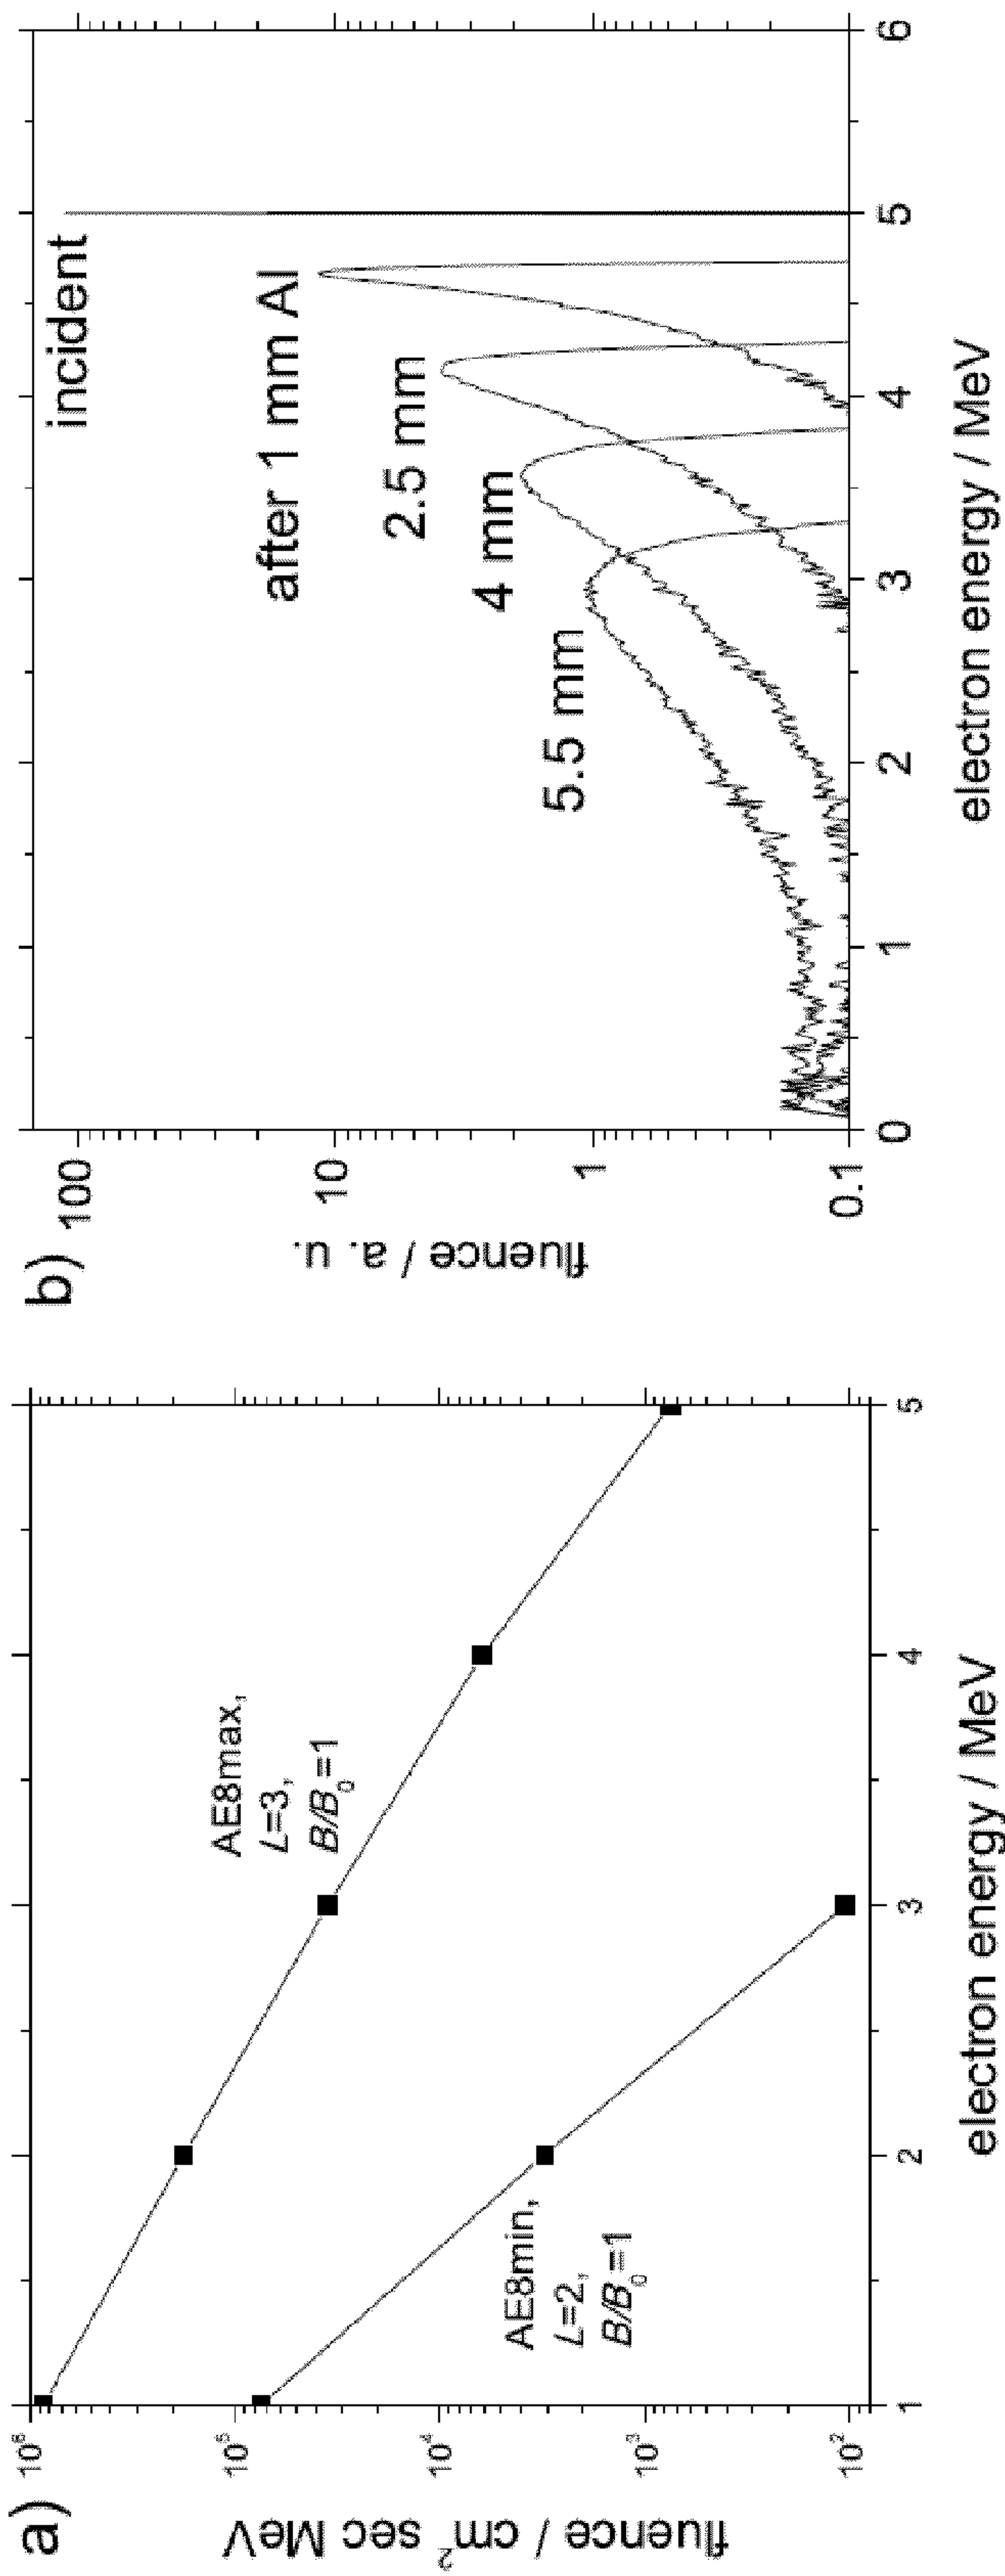 a)
fluence / cm² sec MeV
10⁶
10⁵
10⁴
10³
10²
AE8max,
L=3,
B/B₀=1
AE8min,
L=2,
B/B₀=1
1 2 3 4 5
electron energy / MeV
b)
fluence / a. u.
100
10
1
0.1
incident
after 1 mm Al
2.5 mm
4 mm
5.5 mm
0 1 2 3 4 5 6
electron energy / MeV